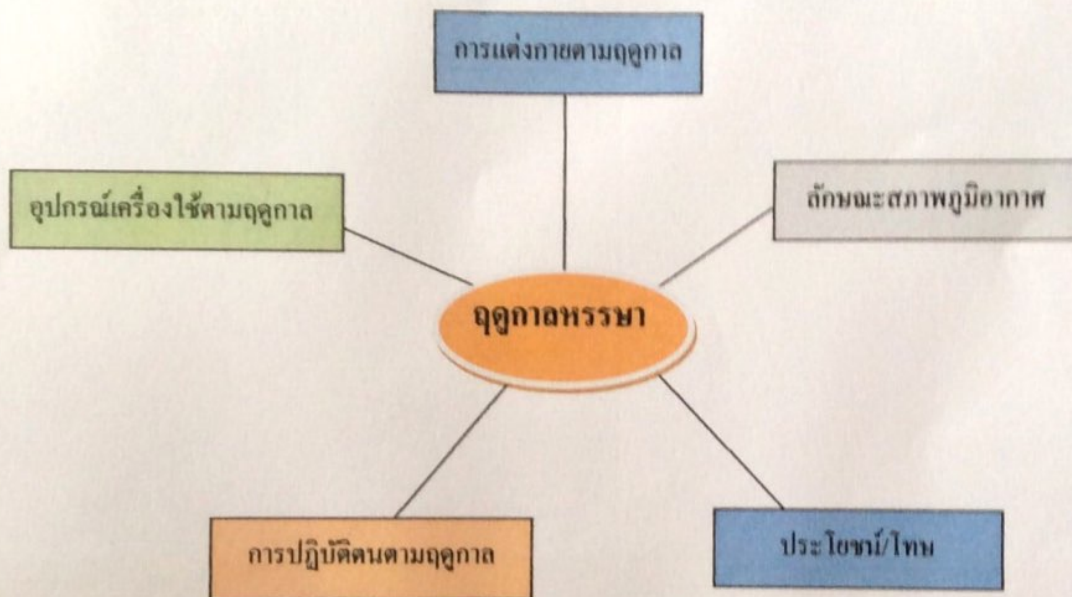 การแต่งกายตามฤดูกาล
อุปกรณ์เครื่องใช้ตามฤดูกาล
ลักษณะสภาพภูมิอากาศ
ฤดูกาลหรรษา
การปฏิบัติตนตามฤดูกาล
ประโยชน์/โทษ